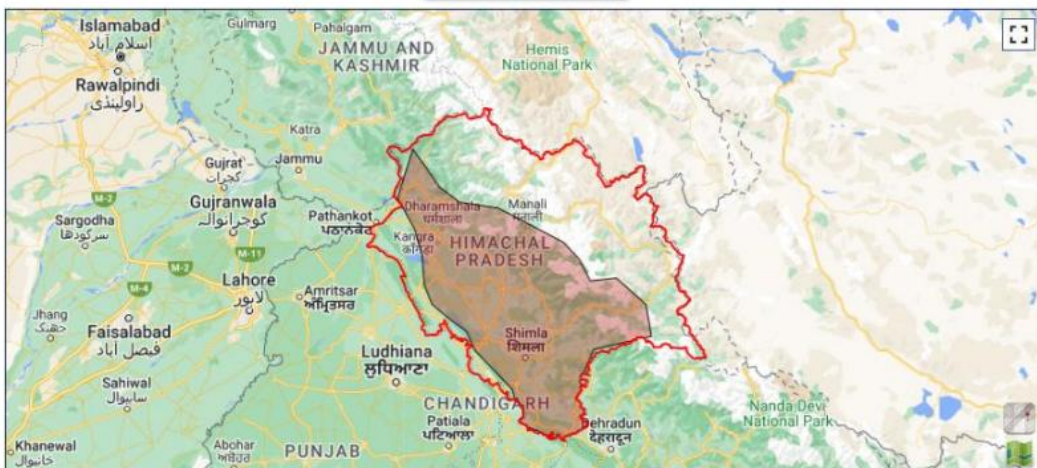 Islamabad
اسلام آباد
Rawalpindi
راولپنڈی
Gulmarg
Pahalgam
JAMMU AND
KASHMIR
Hemis
National Park
Katra
Jammu
Gujrat
گجرات
Gujranwala
گوجرانوالہ
M-2
Sargodha
سرگودھا
Pathankot
ਪਠਾਨਕੋਟ
Dharamshala
धर्मशाला
Manali
मनाली
Kangra
कांगड़ा
HIMACHAL
PRADESH
M-11
M-2
Lahore
لاہور
M-4
Amritsar
ਅੰਮ੍ਰਿਤਸਰ
Jhang
جھنگ
Faisalabad
فیصل آباد
Shimla
शिमला
Ludhiana
ਲੁਧਿਆਣਾ
Sahiwal
ساہیوال
CHANDIGARH
Patiala
ਪਟਿਆਲਾ
Dehradun
देहरादून
Nanda Devi
National Park
Khanewal
خانیوال
Abohar
ਅਬੋਹਰ
PUNJAB